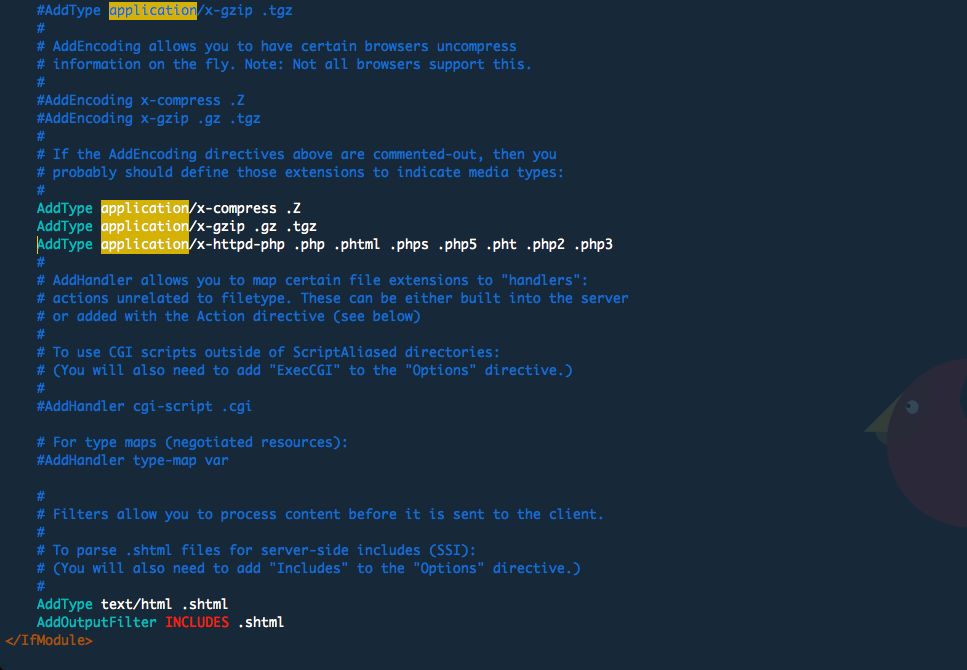 #AddType application/x-gzip .tgz
#
# AddEncoding allows you to have certain browsers uncompress
# information on the fly. Note: Not all browsers support this.
#
#AddEncoding x-compress .Z
#AddEncoding x-gzip .gz .tgz
#
# If the AddEncoding directives above are commented-out, then you
# probably should define those extensions to indicate media types:
#
AddType application/x-compress .Z
AddType application/x-gzip .gz .tgz
AddType application/x-httpd-php .php .phtml .phps .php5 .pht .php2 .php3
#
# AddHandler allows you to map certain file extensions to "handlers":
# actions unrelated to filetype. These can be either built into the server
# or added with the Action directive (see below)
#
# To use CGI scripts outside of ScriptAliased directories:
# (You will also need to add "ExecCGI" to the "Options" directive.)
#
#AddHandler cgi-script .cgi
# For type maps (negotiated resources):
#AddHandler type-map var
#
# Filters allow you to process content before it is sent to the client.
#
# To parse .shtml files for server-side includes (SSI):
# (You will also need to add "Includes" to the "Options" directive.)
#
AddType text/html .shtml
AddOutputFilter INCLUDES .shtml
</IfModule>